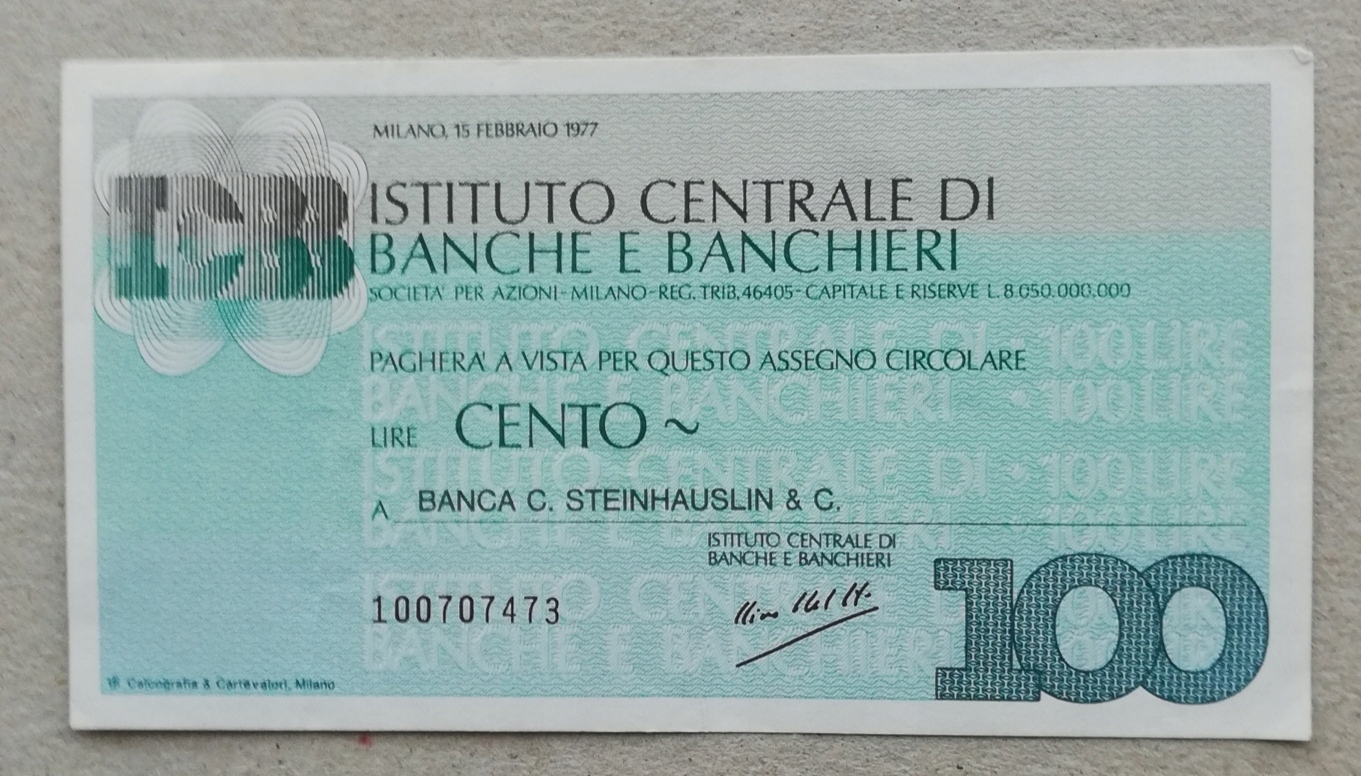 MILANO, 15 FEBBRAIO 1977
ICBB
ISTITUTO CENTRALE DI
BANCHE E BANCHIERI
SOCIETA' PER AZIONI-MILANO-REG. TRIB. 46405-CAPITALE E RISERVE L. 8.050.000.000
ISTITUTO CENTRALE DI • 100 LIRE
PAGHERA' A VISTA PER QUESTO ASSEGNO CIRCOLARE
BANCHE E BANCHIERI • 100 LIRE
LIRE CENTO ~
ISTITUTO CENTRALE DI • 100 LIRE
A BANCA C. STEINHAUSLIN & C.
BANCHE E BANCHIERI 100 LIRE
ISTITUTO CENTRALE DI
BANCHE E BANCHIERI
ISTITUTO CENTRALE
100707473
BANCHE E BANCHIERI
100
Calcografia & Cartevalori, Milano